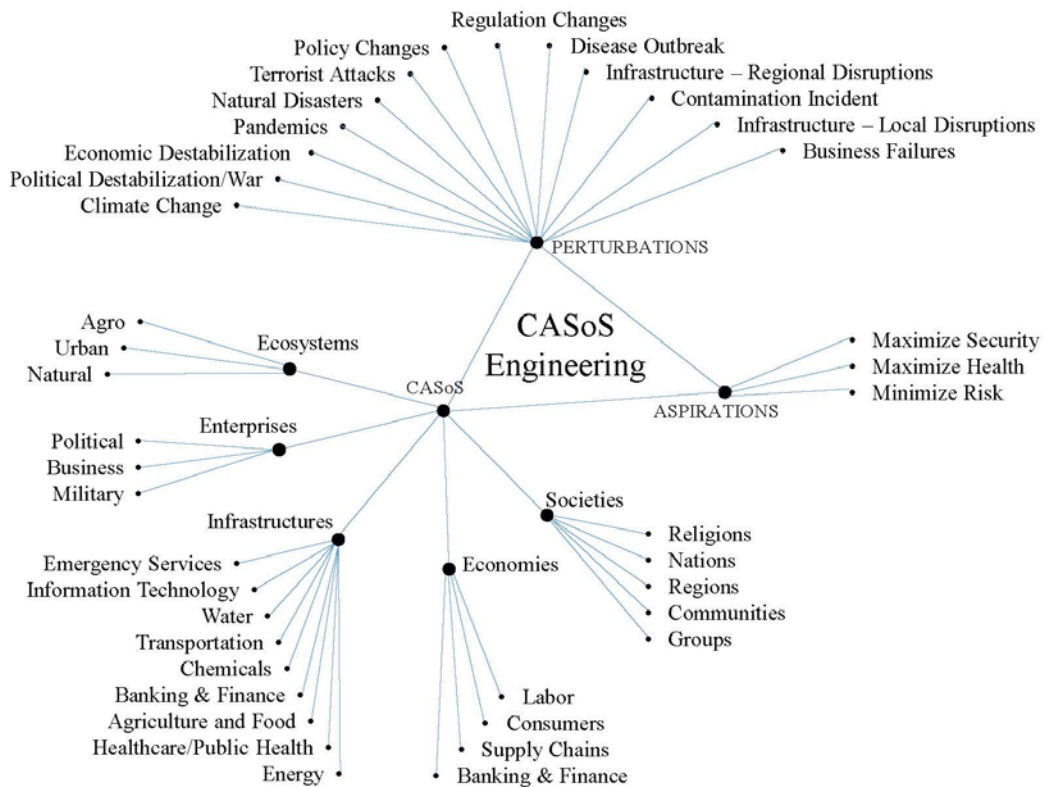 Regulation Changes
Policy Changes
Disease Outbreak
Terrorist Attacks
Infrastructure – Regional Disruptions
Natural Disasters
Contamination Incident
Pandemics
Infrastructure – Local Disruptions
Economic Destabilization
Business Failures
Political Destabilization/War
Climate Change
PERTURBATIONS
CASoS
Engineering
Agro
Urban
Natural
Ecosystems
CASoS
Maximize Security
Maximize Health
Minimize Risk
ASPIRATIONS
Enterprises
Political
Business
Military
Societies
Religions
Nations
Regions
Communities
Groups
Infrastructures
Emergency Services
Information Technology
Water
Transportation
Chemicals
Banking & Finance
Agriculture and Food
Healthcare/Public Health
Energy
Economies
Labor
Consumers
Supply Chains
Banking & Finance